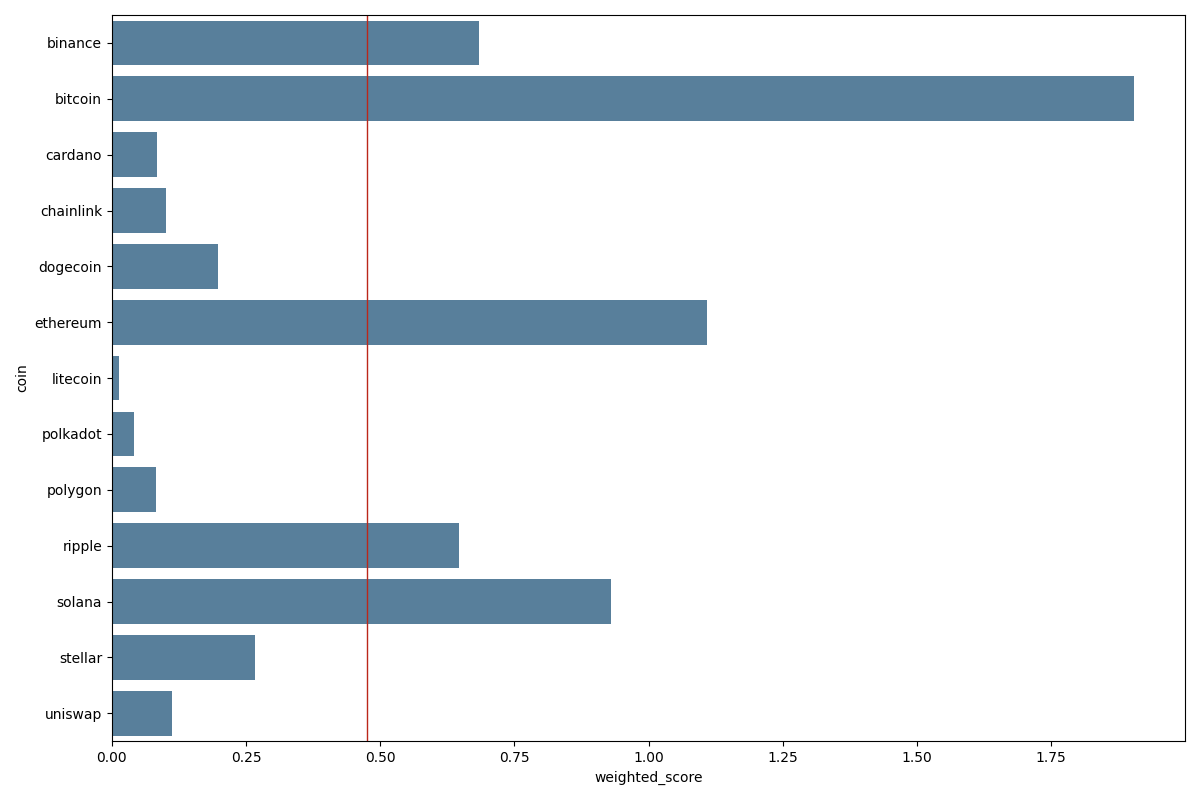 binance
bitcoin
cardano
chainlink
dogecoin
ethereum
litecoin
polkadot
polygon
ripple
solana
stellar
uniswap
coin
0.00 0.25 0.50 0.75 1.00 1.25 1.50 1.75
weighted_score